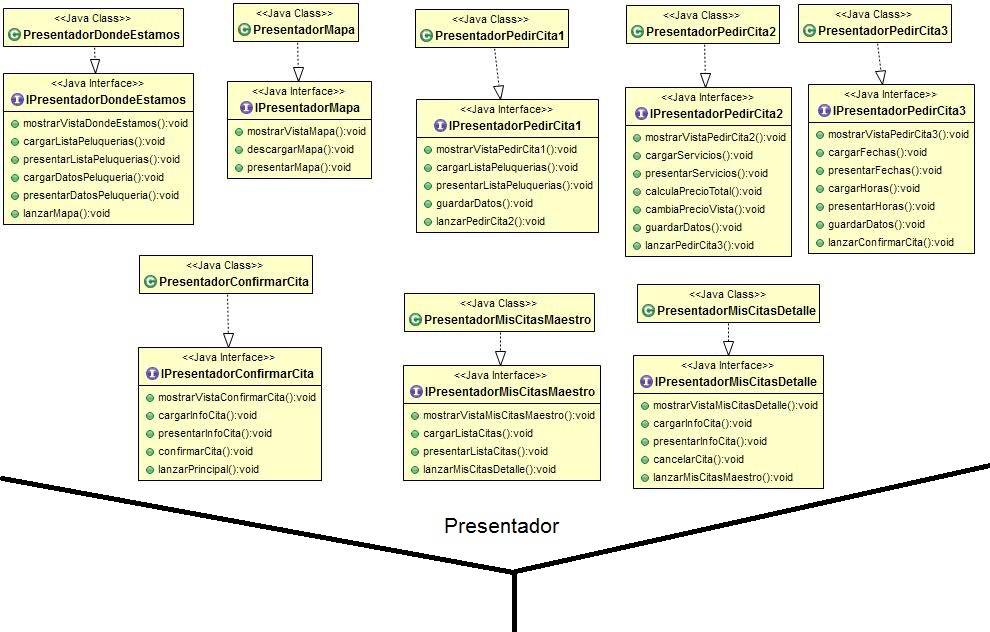 <<Java Class>>
PresentadorDondeEstamos
<<Java Interface>>
IPresentadorDondeEstamos
mostrarVistaDondeEstamos():void
cargarListaPeluquerias():void
presentarListaPeluquerias():void
cargarDatosPeluqueria():void
presentarDatosPeluqueria():void
lanzarMapa():void
<<Java Class>>
PresentadorMapa
<<Java Interface>>
IPresentadorMapa
mostrarVistaMapa():void
descargarMapa():void
presentarMapa():void
<<Java Class>>
PresentadorPedirCita1
<<Java Interface>>
IPresentadorPedirCita1
mostrarVistaPedirCita1():void
cargarListaPeluquerias():void
presentarListaPeluquerias():void
guardarDatos():void
lanzarPedirCita2():void
<<Java Class>>
PresentadorPedirCita2
<<Java Interface>>
IPresentadorPedirCita2
mostrarVistaPedirCita2():void
cargarServicios():void
presentarServicios():void
calculaPrecioTotal():void
cambiaPrecioVista():void
guardarDatos():void
lanzarPedirCita3():void
<<Java Class>>
PresentadorPedirCita3
<<Java Interface>>
IPresentadorPedirCita3
mostrarVistaPedirCita3():void
cargarFechas():void
presentarFechas():void
cargarHoras():void
presentarHoras():void
guardarDatos():void
lanzarConfirmarCita():void
<<Java Class>>
PresentadorConfirmarCita
<<Java Interface>>
IPresentadorConfirmarCita
mostrarVistaConfirmarCita():void
cargarInfoCita():void
presentarInfoCita():void
confirmarCita():void
lanzarPrincipal():void
<<Java Class>>
PresentadorMisCitasMaestro
<<Java Interface>>
IPresentadorMisCitasMaestro
mostrarVistaMisCitasMaestro():void
cargarListaCitas():void
presentarListaCitas():void
lanzarMisCitasDetalle():void
<<Java Class>>
PresentadorMisCitasDetalle
<<Java Interface>>
IPresentadorMisCitasDetalle
mostrarVistaMisCitasDetalle():void
cargarInfoCita():void
presentarInfoCita():void
cancelarCita():void
lanzarMisCitasMaestro():void
Presentador